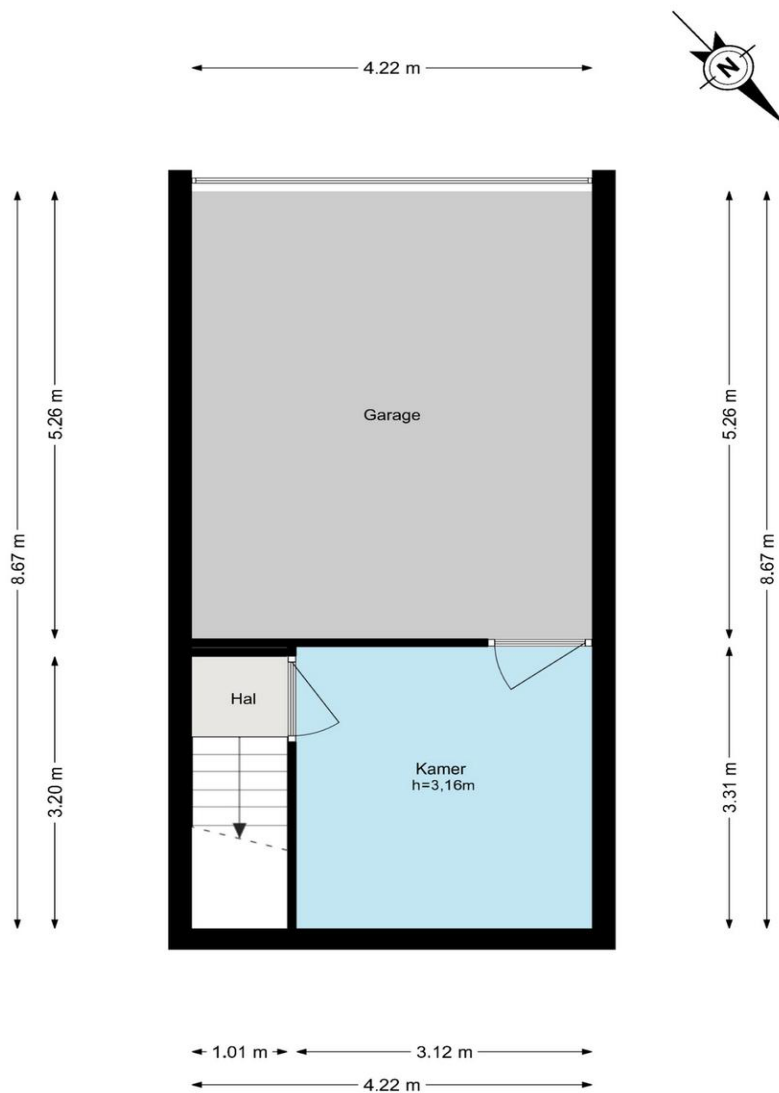 4.22 m
N
8.67 m
5.26 m
5.26 m
8.67 m
Garage
Hal
Kamer
h=3,16m
3.20 m
3.31 m
1.01 m
3.12 m
4.22 m